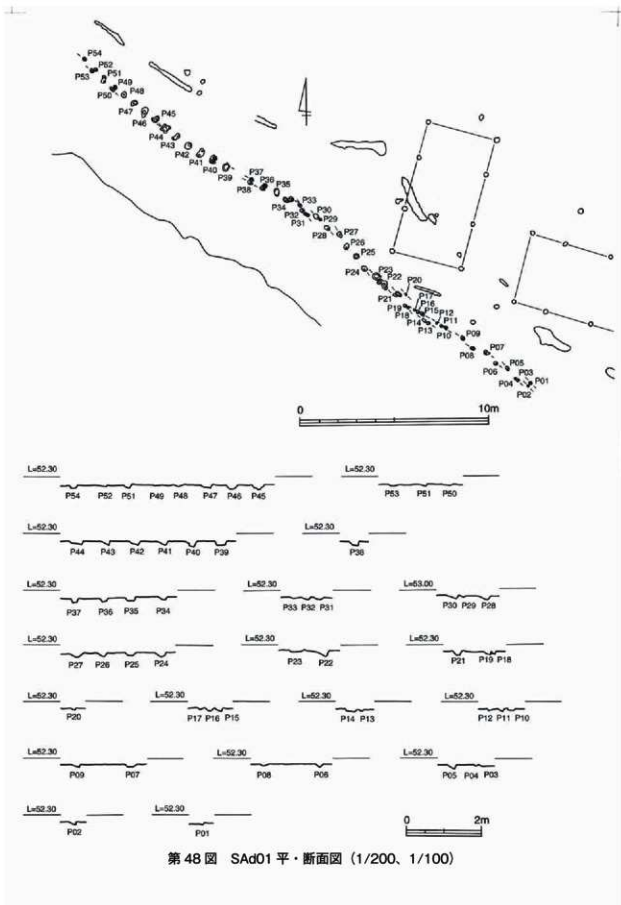 P54
P52
P53
P51
P49
P50
P48
P47
P45
P46
P44
P43
P42
P41
P40
P39
P37
P36
P38
P35
P33
P34
P32
P30
P31
P29
P28
P27
P26
P25
P24
P23
P22
P20
P21
P17
P16
P19
P15
P12
P18
P14
P11
P13
P10
P09
P08
P07
P06
P05
P04
P03
P01
P02
0 10m
L=52.30 L=52.30
P54 P52 P51 P49 P48 P47 P46 P45 P53 P51 P50
L=52.30 L=52.30
P44 P43 P42 P41 P40 P39 P38
L=52.30 L=52.30 L=53.00
P37 P36 P35 P34 P33 P32 P31 P30 P29 P28
L=52.30 L=52.30 L=52.30
P27 P26 P25 P24 P23 P22 P21 P19 P18
L=52.30 L=52.30 L=52.30 L=52.30
P20 P17 P16 P15 P14 P13 P12 P11 P10
L=52.30 L=52.30 L=52.30
P09 P07 P08 P06 P05 P04 P03
L=52.30 L=52.30
P02 P01
0 2m
第48図 SAd01 平・断面図 (1/200、1/100)